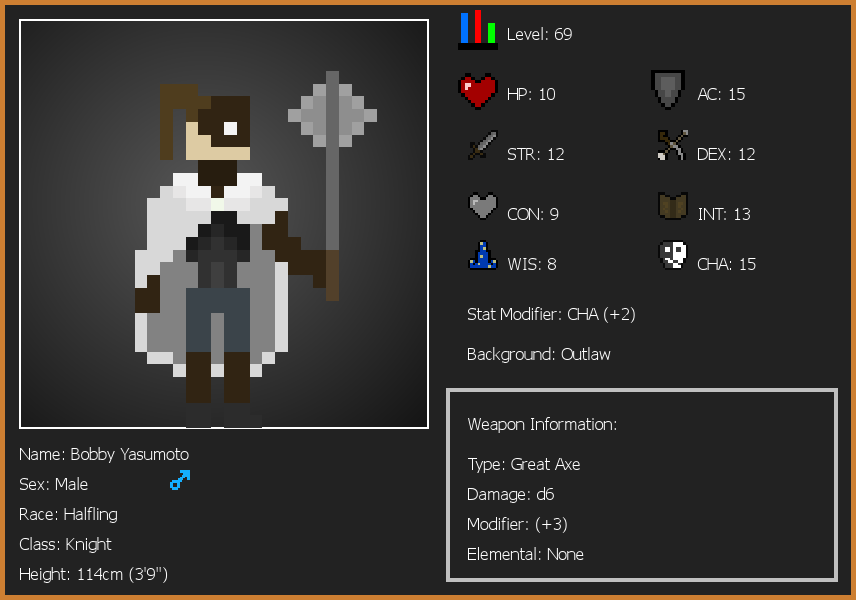 Level: 69
HP: 10
AC: 15
STR: 12
DEX: 12
CON: 9
INT: 13
WIS: 8
CHA: 15
Stat Modifier: CHA (+2)
Background: Outlaw
Weapon Information:
Type: Great Axe
Damage: d6
Modifier: (+3)
Elemental: None
Name: Bobby Yasumoto
Sex: Male
Race: Halfling
Class: Knight
Height: 114cm (3'9")